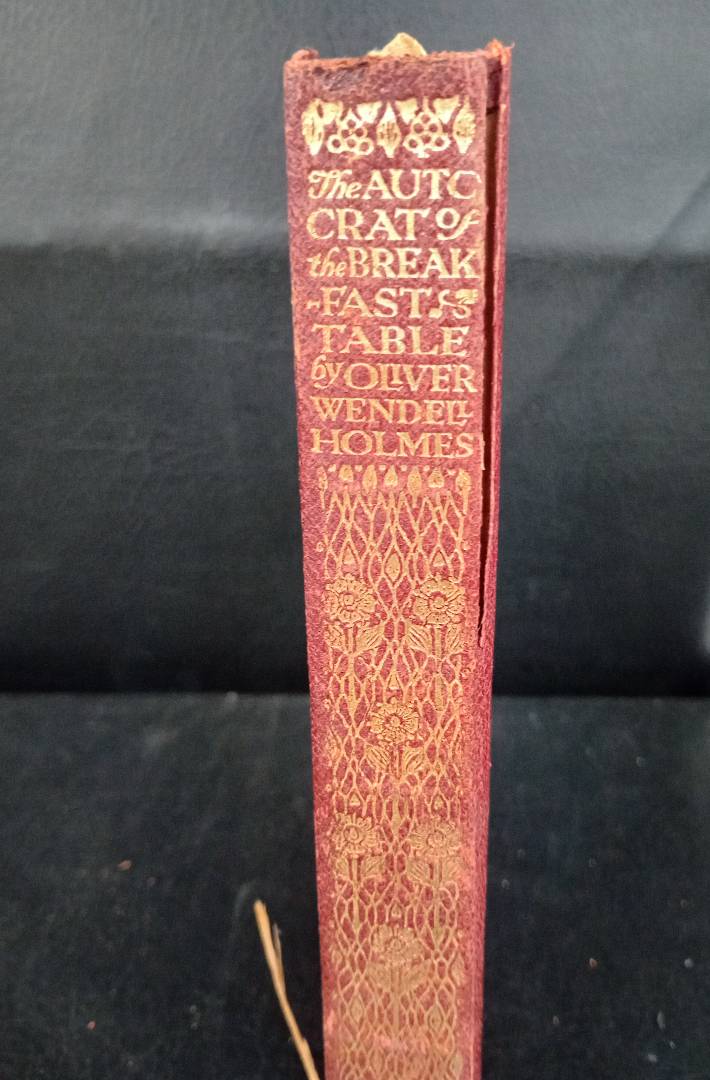 The AUTO
CRAT of
the BREAK
-FAST
TABLE
by OLIVER
WENDELL
HOLMES